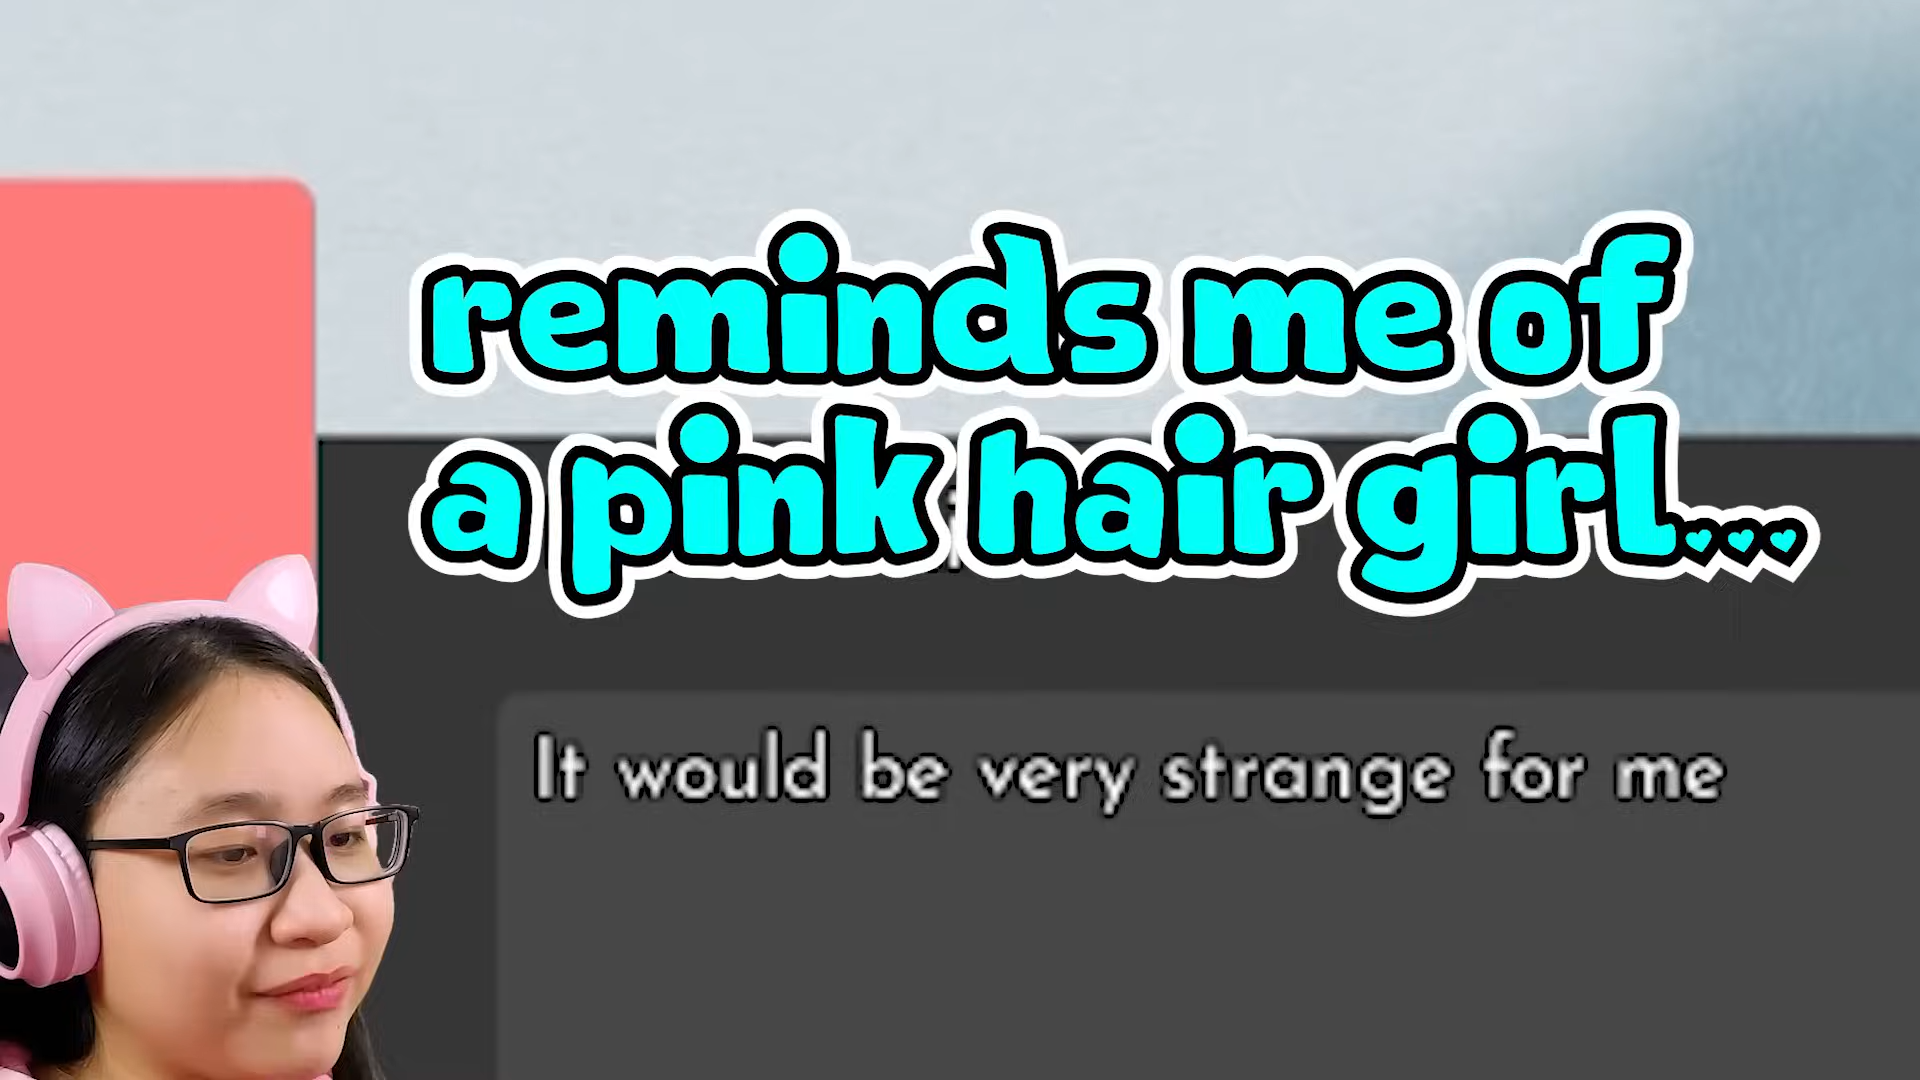 reminds me of
a pink hair girl...
It would be very strange for me